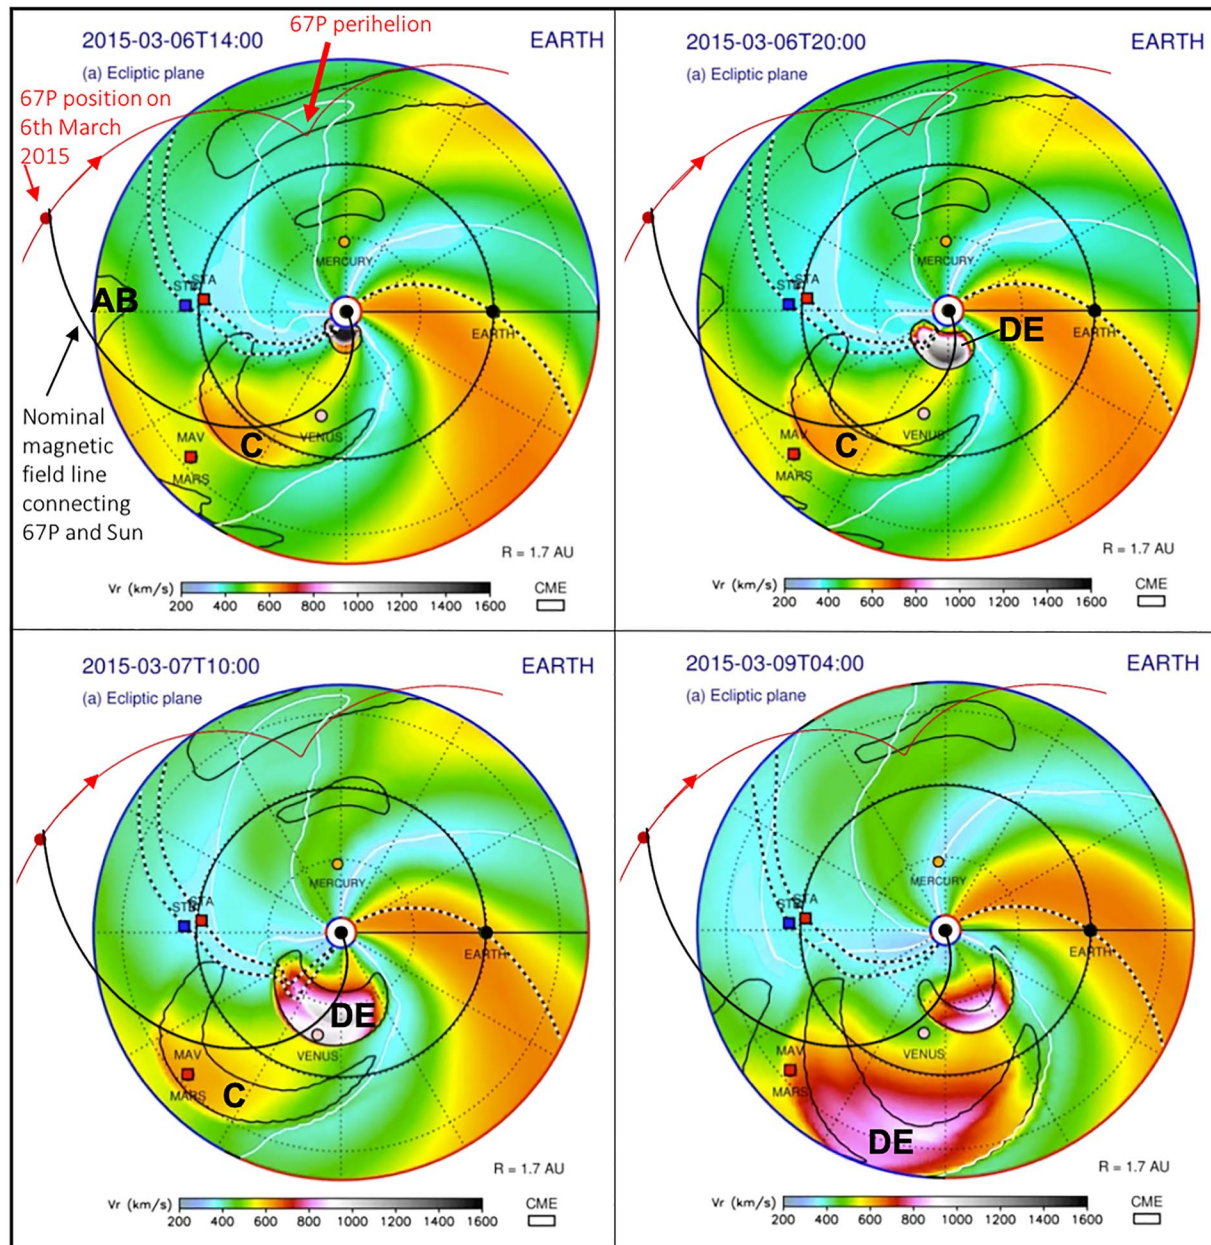 67P perihelion
2015-03-06T14:00
EARTH
(a) Ecliptic plane
67P position on
6th March
2015
MERCURY
STB
STA
AB
EARTH
Nominal
magnetic
field line
connecting
67P and Sun
MAV
C
VENUS
MARS
R = 1.7 AU
Vr (km/s)
200 400 600 800 1000 1200 1400 1600
CME
2015-03-06T20:00
EARTH
(a) Ecliptic plane
MERCURY
STB
STA
DE
EARTH
MAV
C
VENUS
MARS
R = 1.7 AU
Vr (km/s)
200 400 600 800 1000 1200 1400 1600
CME
2015-03-07T10:00
EARTH
(a) Ecliptic plane
MERCURY
STB
STA
EARTH
DE
MAV
VENUS
MARS
C
R = 1.7 AU
Vr (km/s)
200 400 600 800 1000 1200 1400 1600
CME
2015-03-09T04:00
EARTH
(a) Ecliptic plane
MERCURY
STB
STA
EARTH
MAV
VENUS
MARS
DE
R = 1.7 AU
Vr (km/s)
200 400 600 800 1000 1200 1400 1600
CME